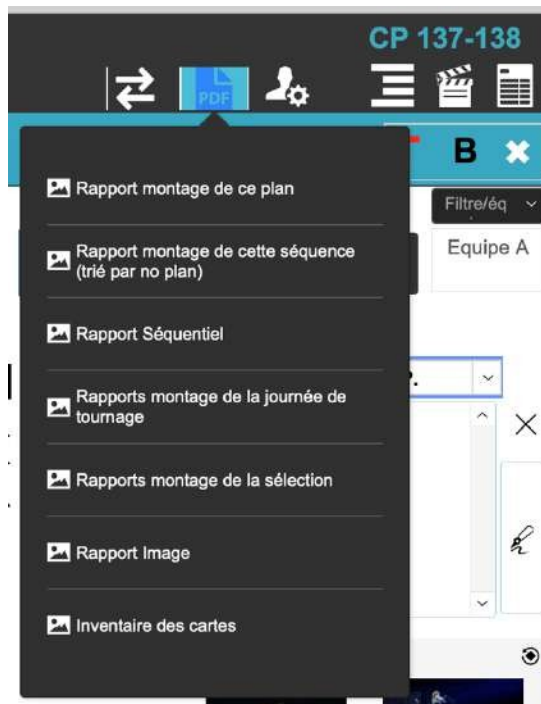 CP 137-138
PDF
B
Rapport montage de ce plan
Filtre/éq
Rapport montage de cette séquence
(trié par no plan)
Equipe A
Rapport Séquentiel
Rapports montage de la journée de
tournage
Rapports montage de la sélection
Rapport Image
Inventaire des cartes